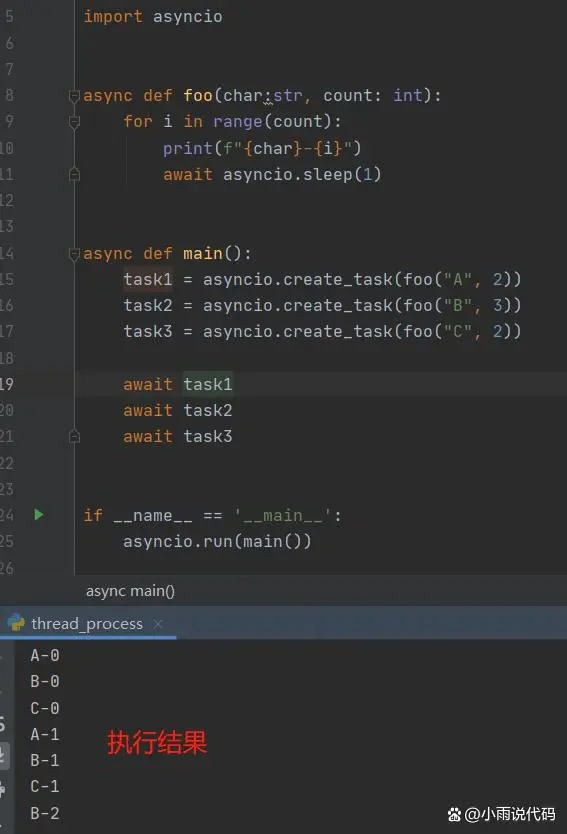 5 import asyncio
6
7
8 async def foo(char:str, count: int):
9     for i in range(count):
10         print(f"{char}-{i}")
11         await asyncio.sleep(1)
12
13
14 async def main():
15     task1 = asyncio.create_task(foo("A", 2))
16     task2 = asyncio.create_task(foo("B", 3))
17     task3 = asyncio.create_task(foo("C", 2))
18
19     await task1
20     await task2
21     await task3
22
23
24 if __name__ == '__main__':
25     asyncio.run(main())
26
async main()
thread_process ×
A-0
B-0
C-0
A-1
执行结果
B-1
C-1
B-2
@小雨说代码